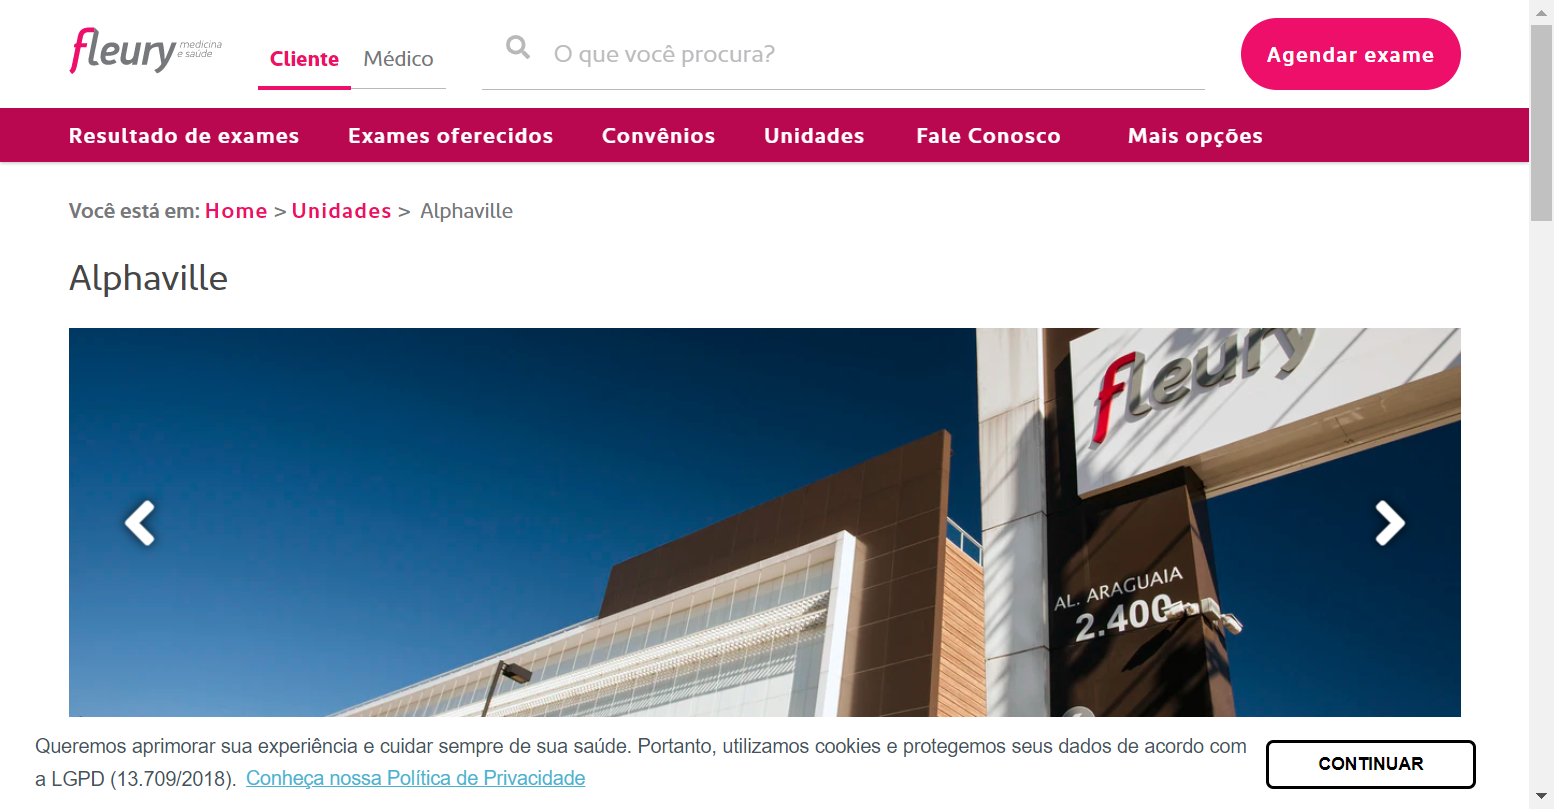 fleury medicina e saúde
Cliente Médico
O que você procura?
Agendar exame
Resultado de exames Exames oferecidos Convênios Unidades Fale Conosco Mais opções
Você está em: Home > Unidades > Alphaville
Alphaville
fleury
AL. ARAGUAIA
2.400
Queremos aprimorar sua experiência e cuidar sempre de sua saúde. Portanto, utilizamos cookies e protegemos seus dados de acordo com
a LGPD (13.709/2018). Conheça nossa Política de Privacidade
CONTINUAR